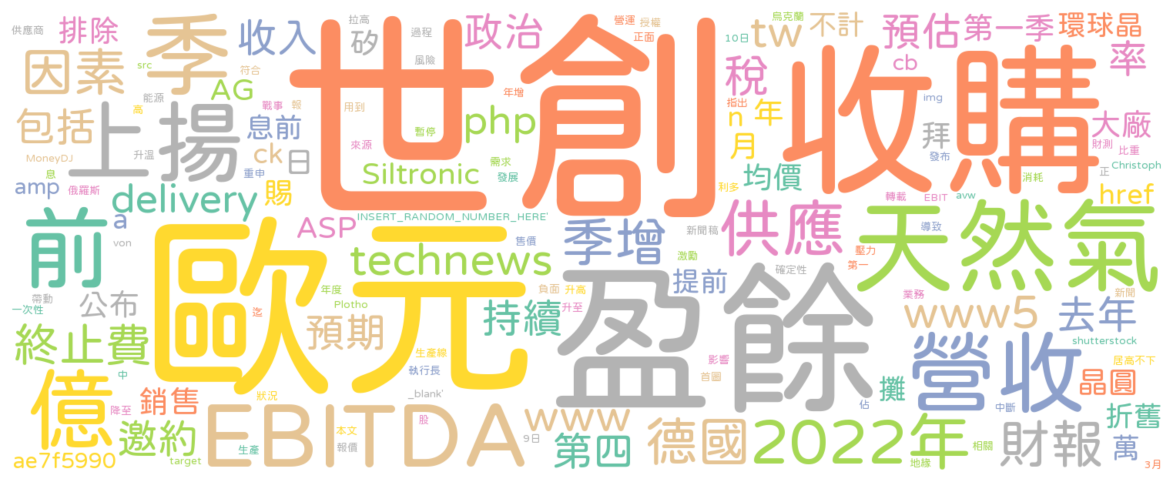 供應商
排除
因素
季
收入
拉高
矽
過程
風險
政治
營運
正面
授權
10日
烏克蘭
tw
不計
預估
第一季
環球晶
率
src
能源
符合
AG
世創
稅
cb
收購
img
包括
上揚
高
戰事
報
息前
用到
暫停
php
年增
指出
n
年
月
拜
發布
大廠
財測
比重
MoneyDJ
升溫
息
ck
日
重申
來源
Siltronic
需求
發展
均價
利多
消耗
正
Christoph
amp
俄羅斯
delivery
賜
轉載
EBIT
avw
href
前
a
von
ASP
INSERT_RANDOM_NUMBER_HERE'
季增
售價
新聞稿
供應
導致
天然氣
歐元
technews
激勵
提前
確定性
壓力
第一
帶動
一次性
公布
迄
年度
Plotho
預期
負面
升高
升至
持續
盈餘
業務
www5
新聞
去年
shutterstock
終止費
中
億
生產線
執行長
影響
首圖
營收
居高不下
晶圓
降至
銷售
狀況
_blank'
股
攤
佔
中斷
折舊
邀約
EBITDA
本文
報價
www
9日
第四
德國
2022年
相關
地緣
財報
萬
ae7f5990
target
生產
3月